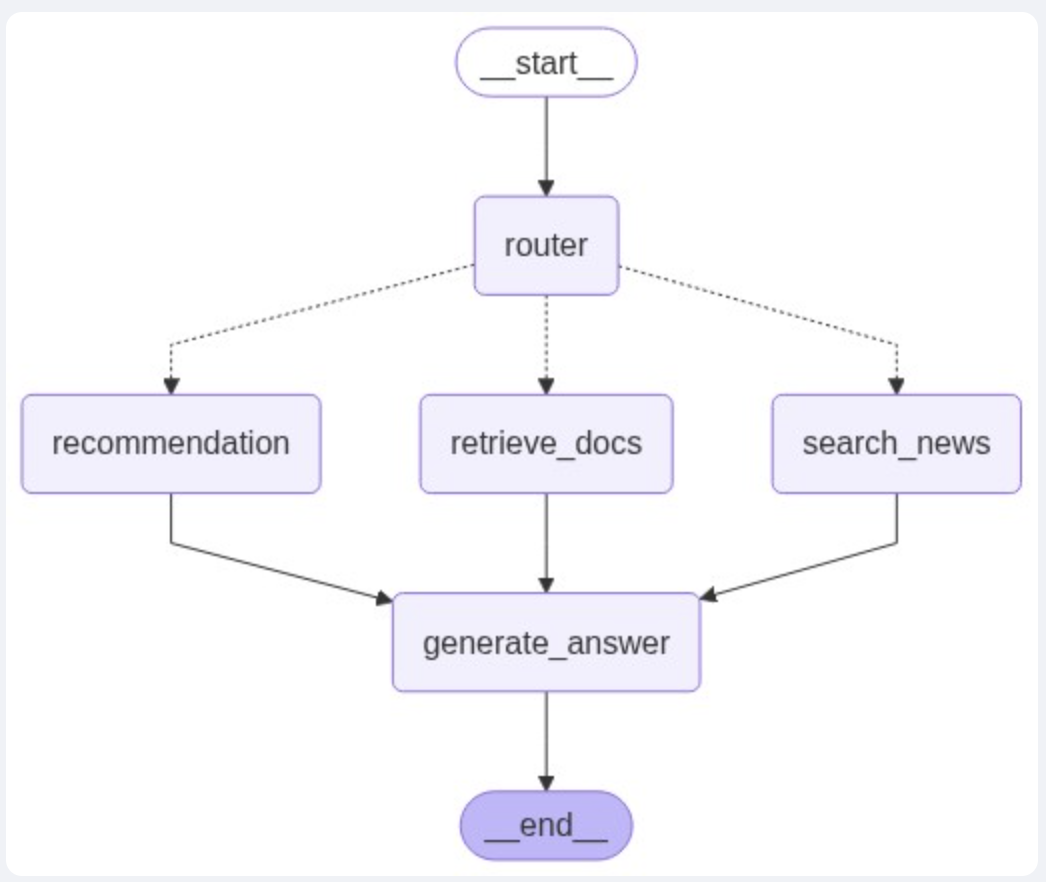 __start__
router
recommendation
retrieve_docs
search_news
generate_answer
__end__